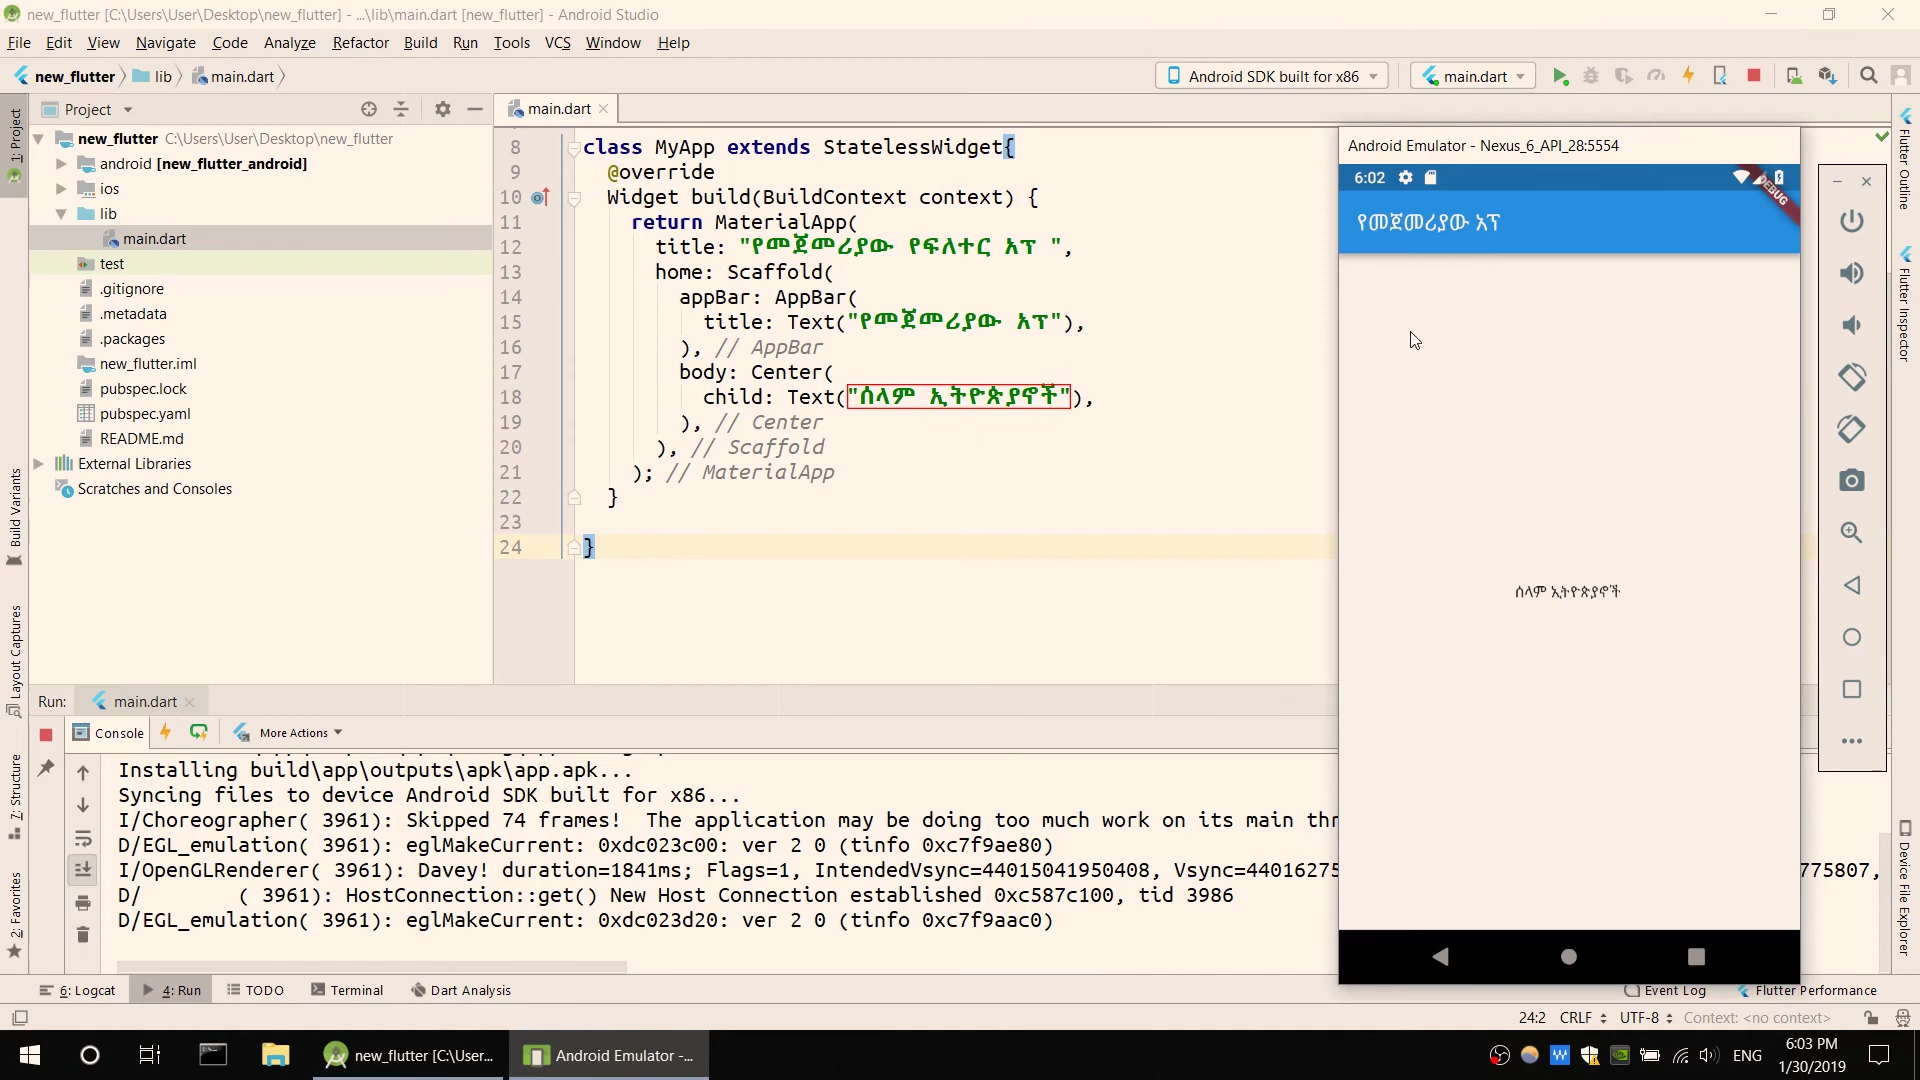 new_flutter [C:\Users\User\Desktop\new_flutter] - ...\lib\main.dart [new_flutter] - Android Studio
File Edit View Navigate Code Analyze Refactor Build Run Tools VCS Window Help
new_flutter lib main.dart Android SDK built for x86 main.dart
Project main.dart
1: Project
new_flutter C:\Users\User\Desktop\new_flutter
android [new_flutter_android]
ios
lib
main.dart
test
.gitignore
.metadata
.packages
new_flutter.iml
pubspec.lock
pubspec.yaml
README.md
External Libraries
Scratches and Consoles
8 class MyApp extends StatelessWidget{
9 @override
10 Widget build(BuildContext context) {
11 return MaterialApp(
12 title: "የመጀመሪያው የፍለተር አፕ ",
13 home: Scaffold(
14 appBar: AppBar(
15 title: Text("የመጀመሪያው አፕ"),
16 ), // AppBar
17 body: Center(
18 child: Text("ሰላም ኢትዮጵያኖች"),
19 ), // Center
20 ), // Scaffold
21 ); // MaterialApp
22 }
23
24 }
Android Emulator - Nexus_6_API_28:5554
6:02
DEBUG
የመጀመሪያው አፕ
ሰላም ኢትዮጵያኖች
Flutter Outline
Flutter Inspector
Device File Explorer
Build Variants
Layout Captures
7: Structure
2: Favorites
Run: main.dart
Console More Actions
Installing build\app\outputs\apk\app.apk...
Syncing files to device Android SDK built for x86...
I/Choreographer( 3961): Skipped 74 frames!  The application may be doing too much work on its main thr
D/EGL_emulation( 3961): eglMakeCurrent: 0xdc023c00: ver 2 0 (tinfo 0xc7f9ae80)
I/OpenGLRenderer( 3961): Davey! duration=1841ms; Flags=1, IntendedVsync=44015041950408, Vsync=44016275 775807,
D/        ( 3961): HostConnection::get() New Host Connection established 0xc587c100, tid 3986
D/EGL_emulation( 3961): eglMakeCurrent: 0xdc023d20: ver 2 0 (tinfo 0xc7f9aac0)
6: Logcat 4: Run TODO Terminal Dart Analysis Event Log Flutter Performance
24:2 CRLF UTF-8 Context: <no context>
new_flutter [C:\User... Android Emulator -... ENG 6:03 PM
1/30/2019